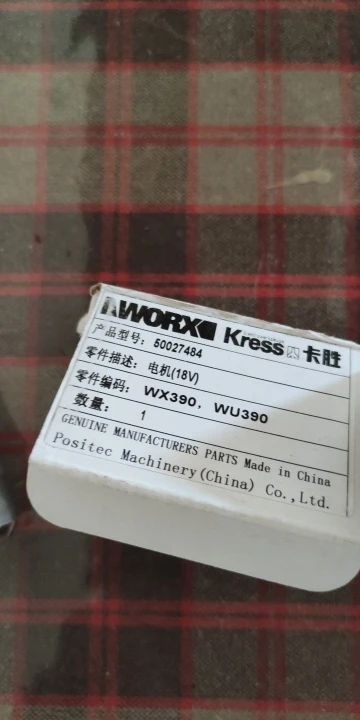 WORX Kress 卡胜
产品型号: 50027484
零件描述: 电机(18V)
零件编码: WX390, WU390
数量: 1
GENUINE MANUFACTURERS PARTS Made in China
Positec Machinery(China) Co.,Ltd.